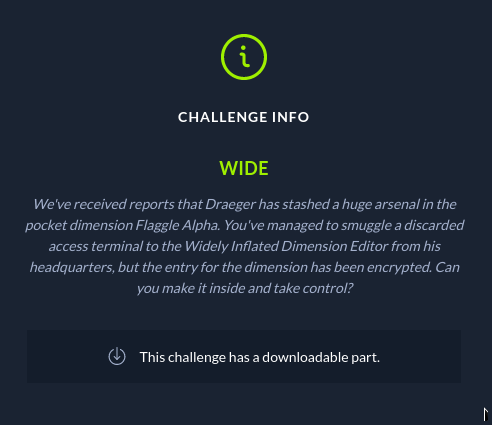 CHALLENGE INFO
WIDE
We've received reports that Draeger has stashed a huge arsenal in the
pocket dimension Flaggle Alpha. You've managed to smuggle a discarded
access terminal to the Widely Inflated Dimension Editor from his
headquarters, but the entry for the dimension has been encrypted. Can
you make it inside and take control?
This challenge has a downloadable part.